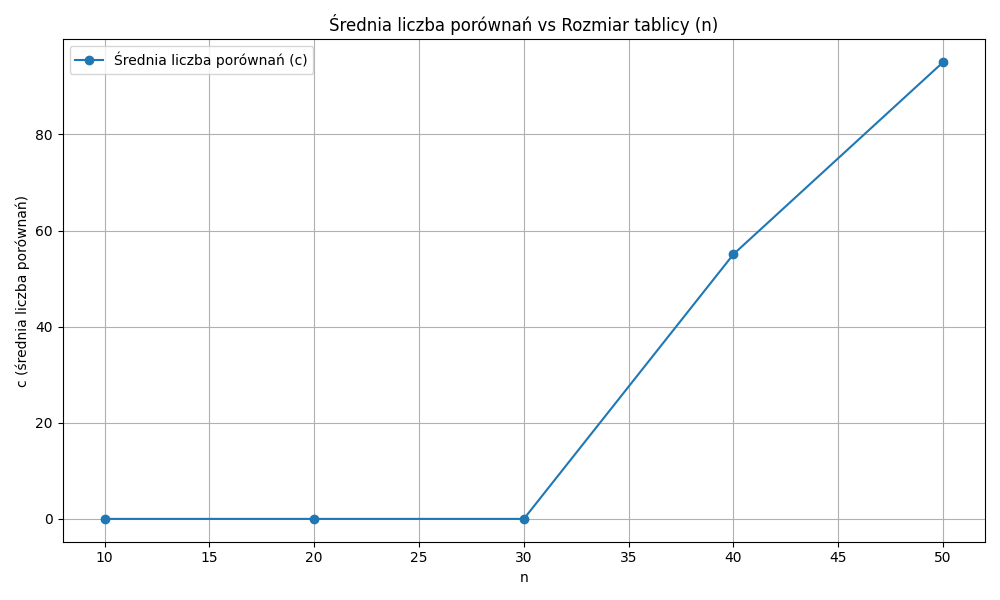 Średnia liczba porównań vs Rozmiar tablicy (n)
Średnia liczba porównań (c)
c (średnia liczba porównań)
80
60
40
20
0
10 15 20 25 30 35 40 45 50
n